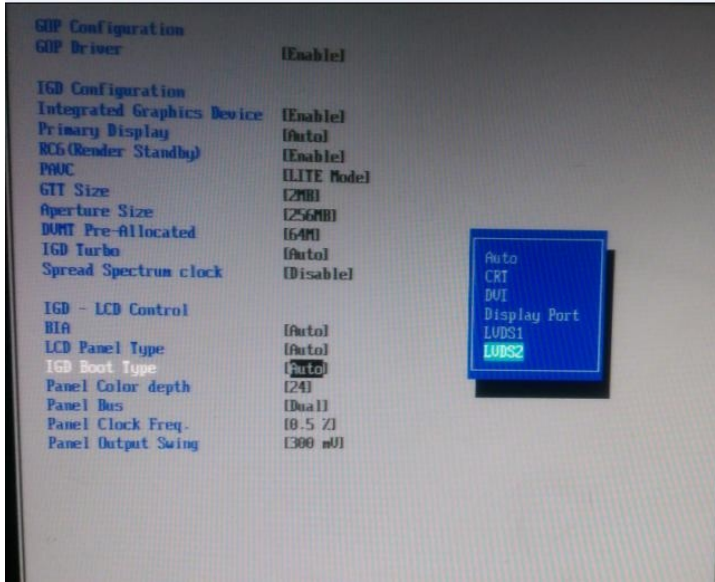 GOP Configuration
GOP Driver [Enable]
IGD Configuration
Integrated Graphics Device [Enable]
Primary Display [Auto]
RC6(Render Standby) [Enable]
PAVC [LITE Mode]
GTT Size [2MB]
Aperture Size [256MB]
DVMT Pre-Allocated [64M]
IGD Turbo [Auto]
Spread Spectrum clock [Disable]
IGD - LCD Control
BIA [Auto]
LCD Panel Type [Auto]
IGD Boot Type [Auto]
Panel Color depth [24]
Panel Bus [Dual]
Panel Clock Freq. [0.5 %]
Panel Output Swing [300 mV]
Auto
CRT
DVI
Display Port
LVDS1
LVDS2